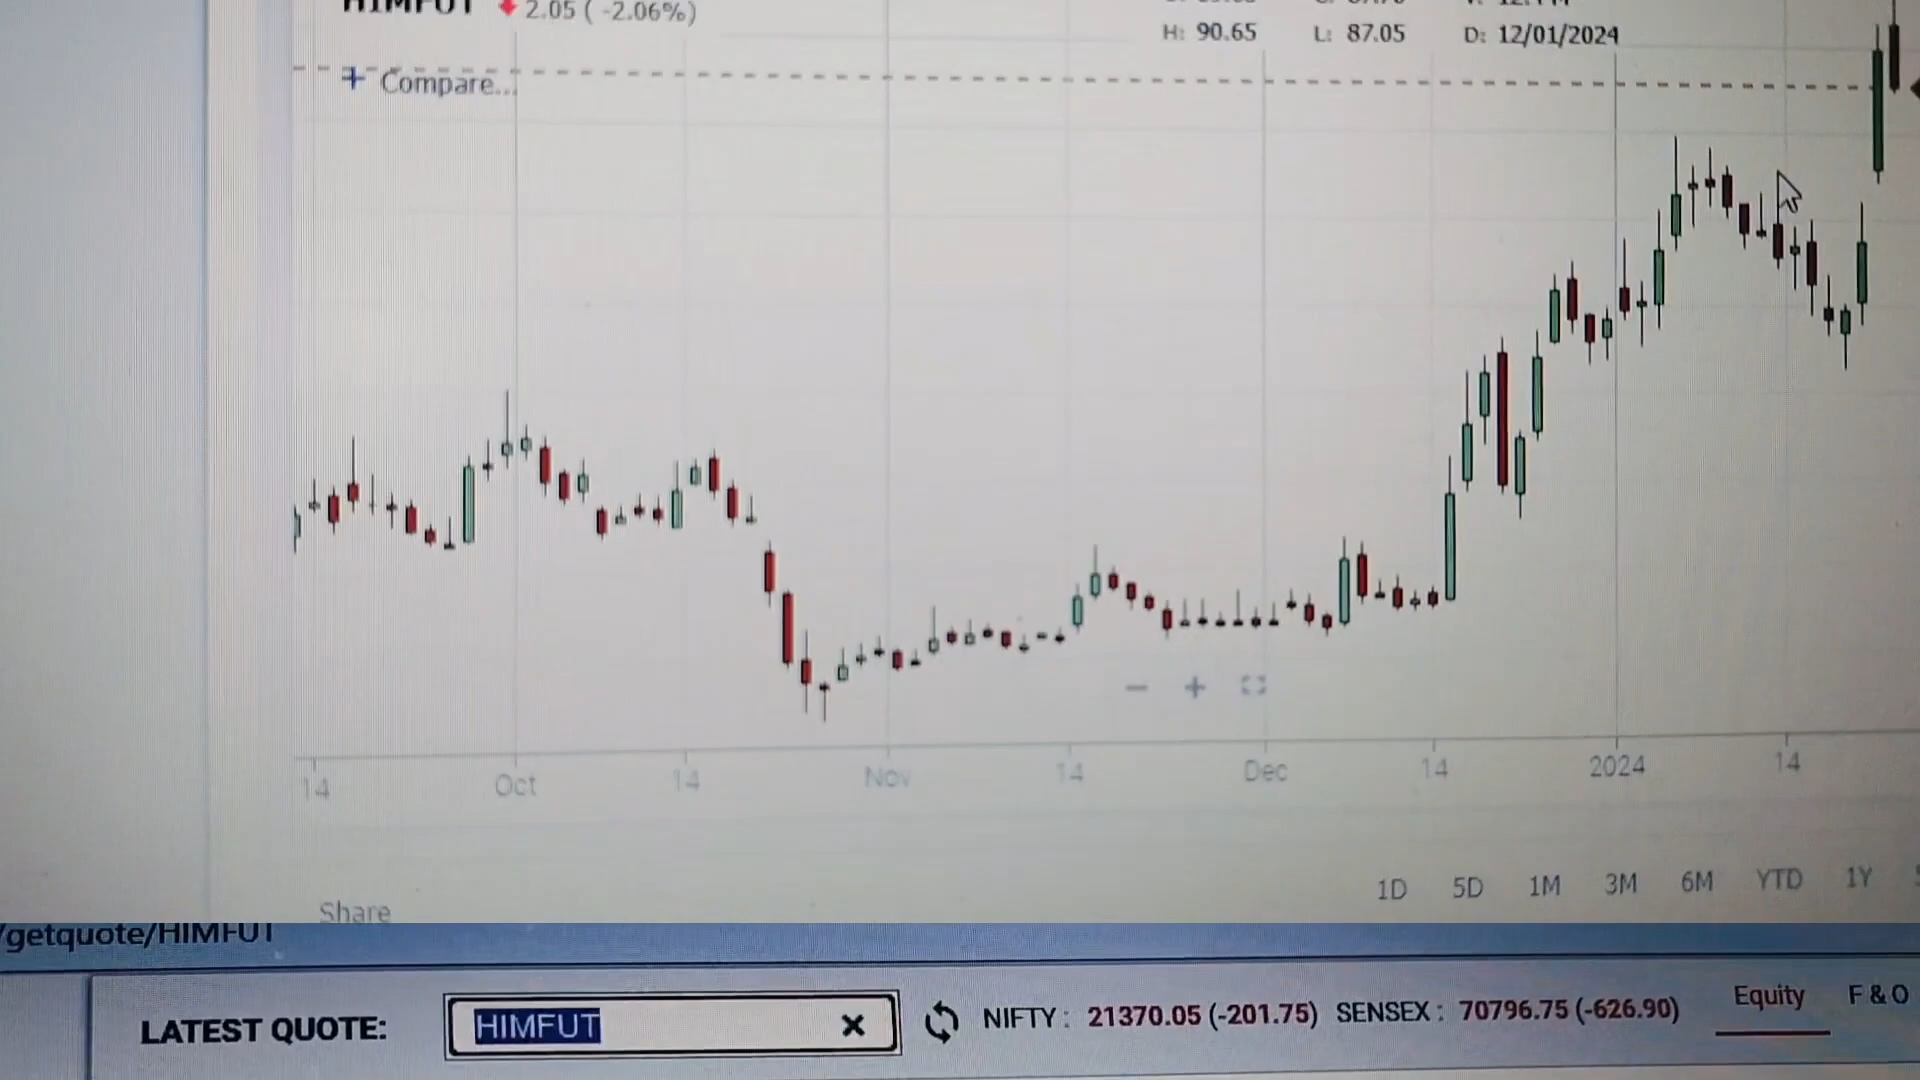 HIMFUT 2.05 ( -2.06%)
H: 90.65 L: 87.05 D: 12/01/2024
+ Compare...
− +
14 Oct 14 Nov 14 Dec 14 2024 14
1D 5D 1M 3M 6M YTD 1Y
Share
/getquote/HIMFUT
LATEST QUOTE: HIMFUT × NIFTY : 21370.05 (-201.75) SENSEX : 70796.75 (-626.90) Equity F & O